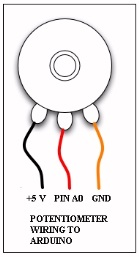 +5 V PIN A0 GND
POTENTIOMETER
WIRING TO
ARDUINO